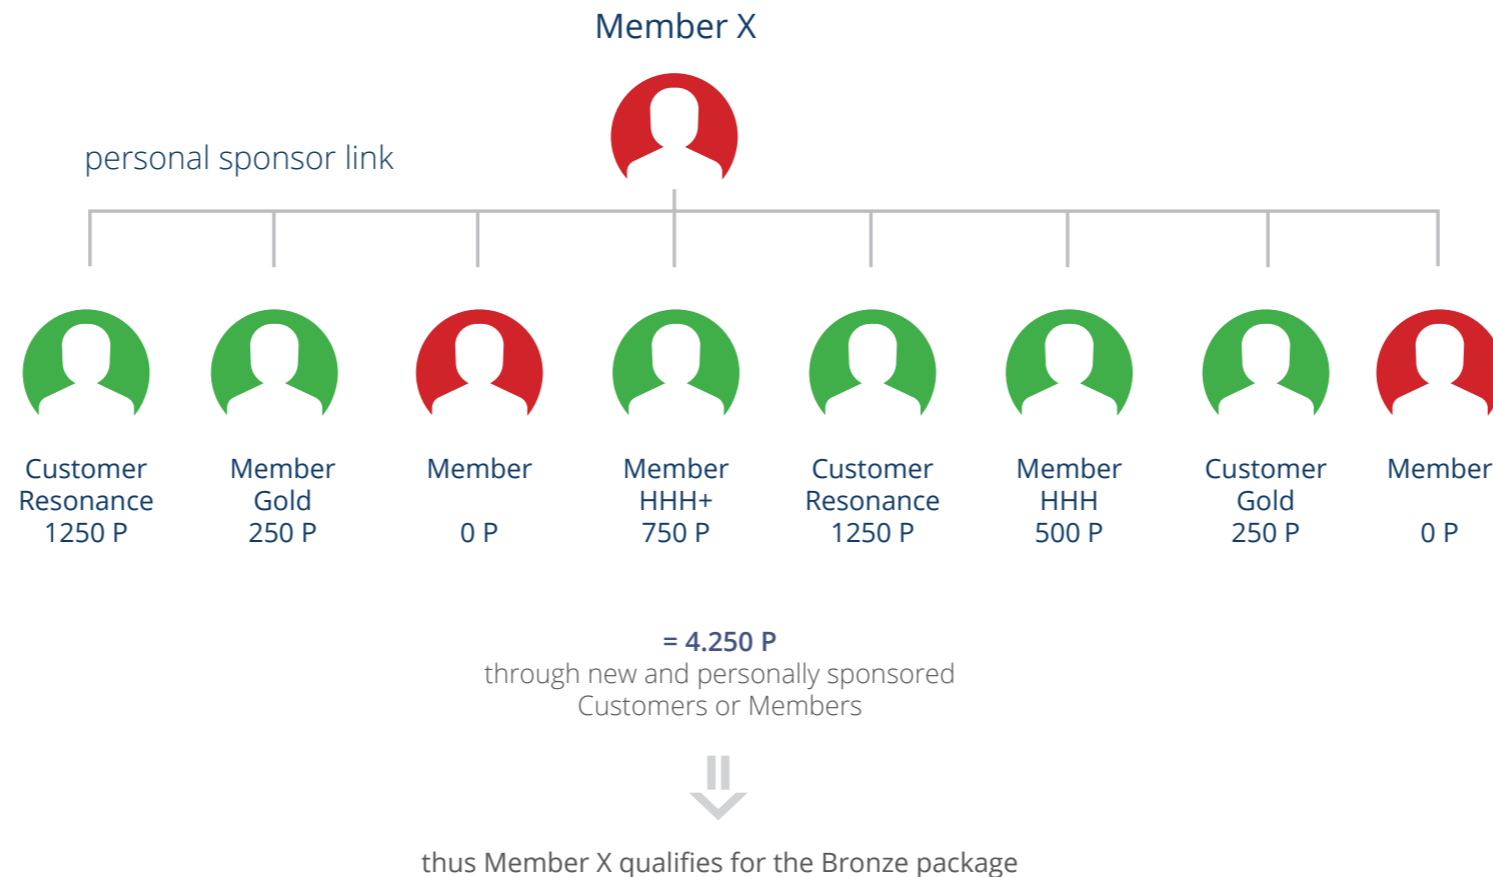 Member X
personal sponsor link
Customer
Resonance
1250 P
Member
Gold
250 P
Member
0 P
Member
HHH+
750 P
Customer
Resonance
1250 P
Member
HHH
500 P
Customer
Gold
250 P
Member
0 P
= 4.250 P
through new and personally sponsored
Customers or Members
thus Member X qualifies for the Bronze package